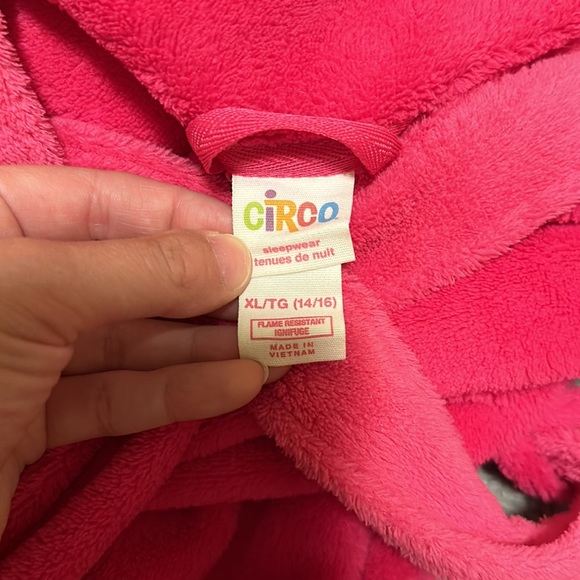 CiRCO
sleepwear
tenues de nuit
XL/TG (14/16)
FLAME RESISTANT
IGNIFUGE
MADE IN
VIETNAM